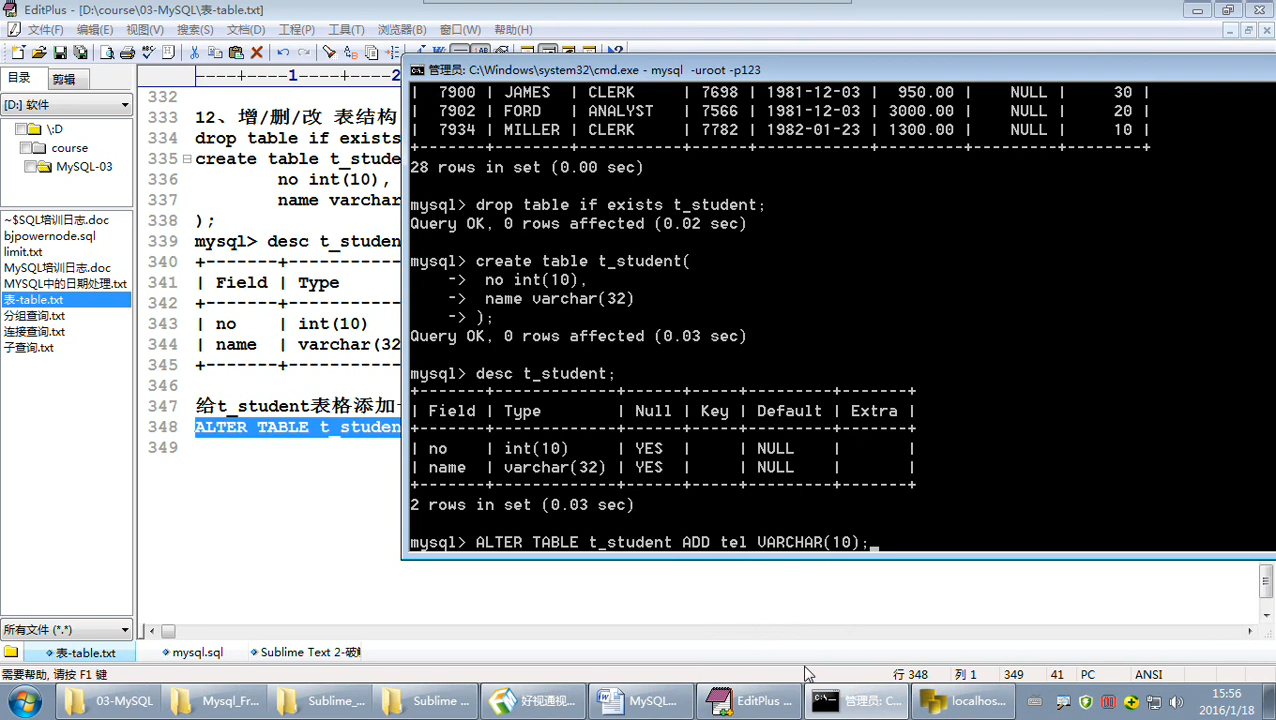 EditPlus - [D:\course\03-MySQL\表-table.txt]
文件(F) 编辑(E) 视图(V) 搜索(S) 文档(D) 工程(P) 工具(T) 浏览器(B) 窗口(W) 帮助(H)
目录 剪辑
----+----1----+----2
[D:] 软件
\:D
course
MySQL-03
~$SQL培训日志.doc
bjpowernode.sql
limit.txt
MySQL培训日志.doc
MYSQL中的日期处理.txt
表-table.txt
分组查询.txt
连接查询.txt
子查询.txt
所有文件 (*.*)
332
333 12、增/删/改 表结构
334 drop table if exists
335 create table t_stude
336 no int(10),
337 name varchar
338 );
339 mysql> desc t_studen
340 +-------+-----------
341 | Field | Type
342 +-------+-----------
343 | no | int(10)
344 | name | varchar(32
345 +-------+-----------
346
347 给t_student表格添加
348 ALTER TABLE t_studen
349
管理员: C:\Windows\system32\cmd.exe - mysql -uroot -p123
| 7900 | JAMES | CLERK | 7698 | 1981-12-03 | 950.00 | NULL | 30 |
| 7902 | FORD | ANALYST | 7566 | 1981-12-03 | 3000.00 | NULL | 20 |
| 7934 | MILLER | CLERK | 7782 | 1982-01-23 | 1300.00 | NULL | 10 |
+-------+--------+---------+------+------------+---------+---------+--------+
28 rows in set (0.00 sec)
mysql> drop table if exists t_student;
Query OK, 0 rows affected (0.02 sec)
mysql> create table t_student(
-> no int(10),
-> name varchar(32)
-> );
Query OK, 0 rows affected (0.03 sec)
mysql> desc t_student;
+-------+-------------+------+-----+---------+-------+
| Field | Type | Null | Key | Default | Extra |
+-------+-------------+------+-----+---------+-------+
| no | int(10) | YES | | NULL | |
| name | varchar(32) | YES | | NULL | |
+-------+-------------+------+-----+---------+-------+
2 rows in set (0.03 sec)
mysql> ALTER TABLE t_student ADD tel VARCHAR(10);
表-table.txt mysql.sql Sublime Text 2-破
需要帮助, 请按 F1 键 行 348 列 1 349 41 PC ANSI
03-MySQL Mysql_Fr... Sublime_... Sublime ... 好视通视... MySQL... EditPlus ... 管理员: C... localhos...
15:56
2016/1/18